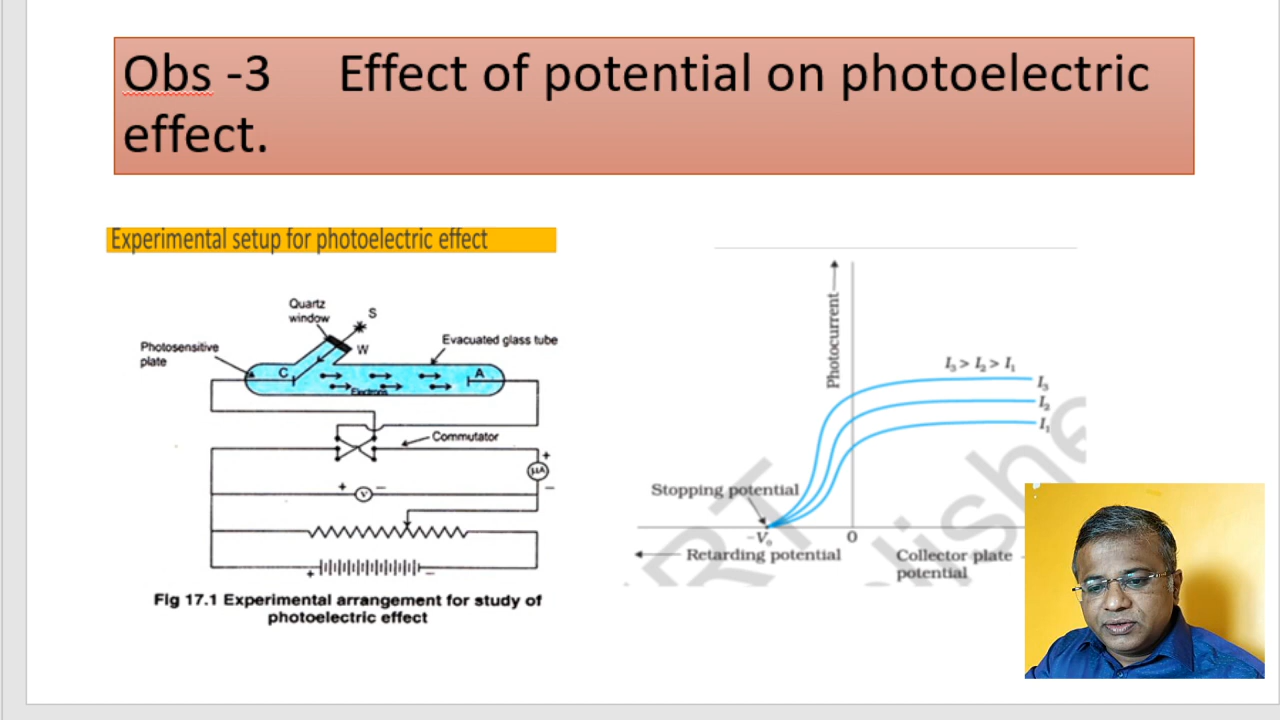 Obs -3 Effect of potential on photoelectric
effect.
Experimental setup for photoelectric effect
Quartz
window
S
W
Evacuated glass tube
Photosensitive
plate
C
A
Electrons
Commutator
+
μA
−
+
V
−
+
−
Fig 17.1 Experimental arrangement for study of
photoelectric effect
Photocurrent
I₃ > I₂ > I₁
I₃
I₂
I₁
Stopping potential
−V₀
0
Retarding potential
Collector plate
potential